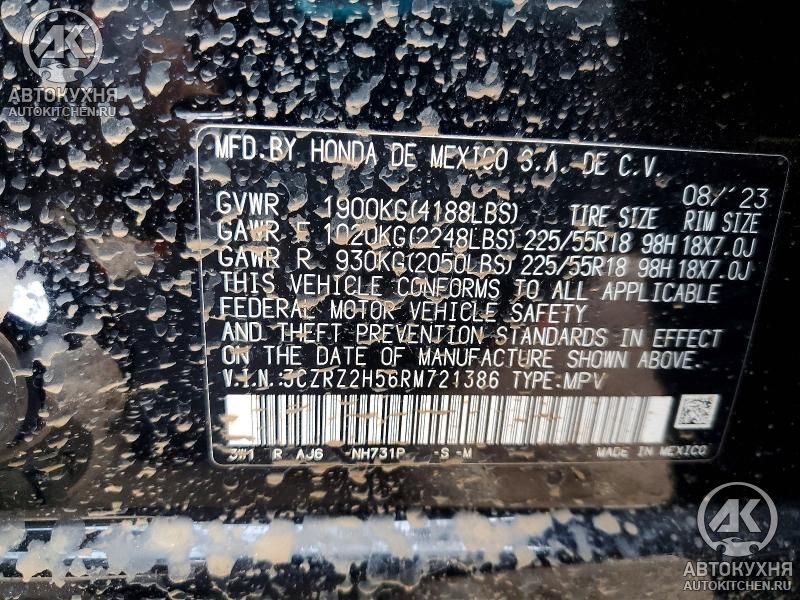 АК
АВТОКУХНЯ
AUTOKITCHEN.RU
MFD.BY HONDA DE MEXICO S.A. DE C.V. 08/'23
GVWR 1900KG(4188LBS) TIRE SIZE RIM SIZE
GAWR F 1020KG(2248LBS) 225/55R18 98H 18X7.0J
GAWR R 930KG(2050LBS) 225/55R18 98H 18X7.0J
THIS VEHICLE CONFORMS TO ALL APPLICABLE
FEDERAL MOTOR VEHICLE SAFETY
AND THEFT PREVENTION STANDARDS IN EFFECT
ON THE DATE OF MANUFACTURE SHOWN ABOVE.
V.I.N. 3CZRZ2H56RM721386 TYPE:MPV
3W1 R AJ6 NH731P -S-M MADE IN MEXICO
АК
АВТОКУХНЯ
AUTOKITCHEN.RU